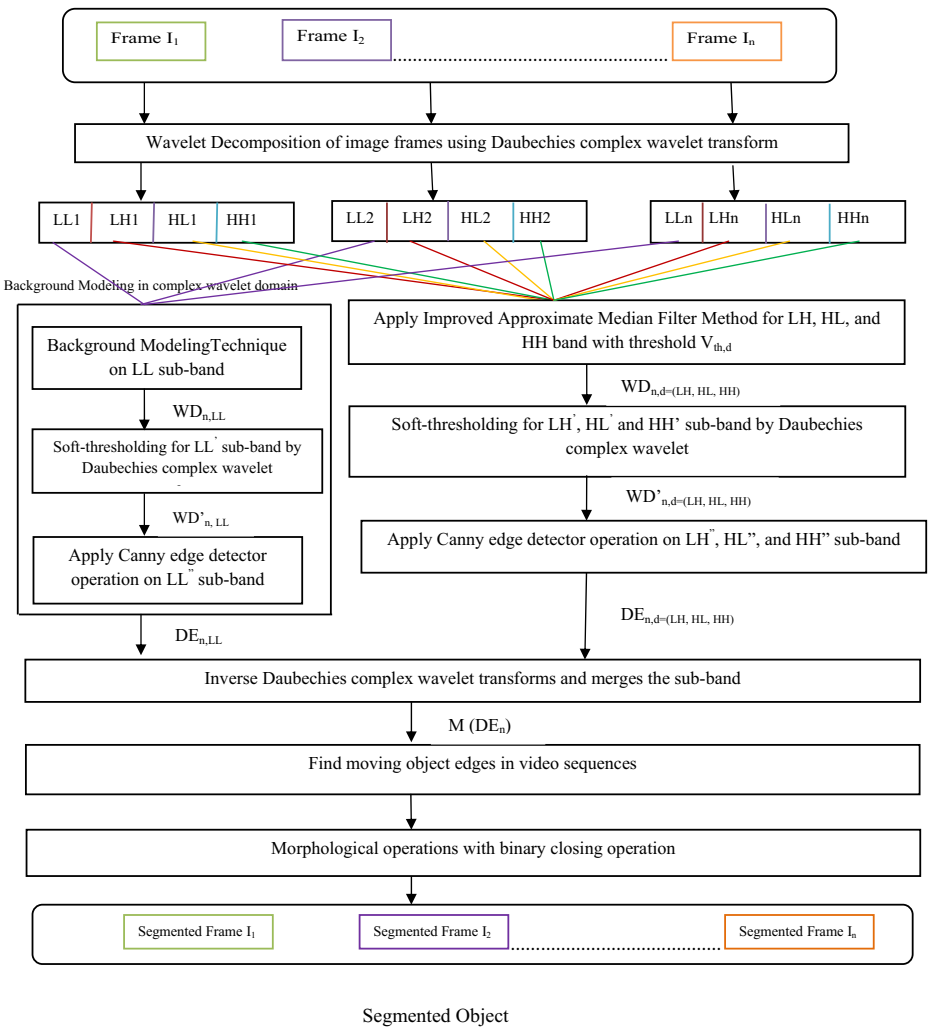 Frame I₁
Frame I₂
Frame Iₙ
Wavelet Decomposition of image frames using Daubechies complex wavelet transform
LL1 LH1 HL1 HH1
LL2 LH2 HL2 HH2
LLn LHn HLn HHn
Background Modeling in complex wavelet domain
Background ModelingTechnique
on LL sub-band
WDn,LL
Soft-thresholding for LL' sub-band by
Daubechies complex wavelet
WD'n, LL
Apply Canny edge detector
operation on LL'' sub-band
DEn,LL
Apply Improved Approximate Median Filter Method for LH, HL, and
HH band with threshold Vth,d
WDn,d=(LH, HL, HH)
Soft-thresholding for LH', HL' and HH' sub-band by Daubechies
complex wavelet
WD'n,d=(LH, HL, HH)
Apply Canny edge detector operation on LH'', HL'', and HH'' sub-band
DEn,d=(LH, HL, HH)
Inverse Daubechies complex wavelet transforms and merges the sub-band
M (DEₙ)
Find moving object edges in video sequences
Morphological operations with binary closing operation
Segmented Frame I₁
Segmented Frame I₂
Segmented Frame Iₙ
Segmented Object